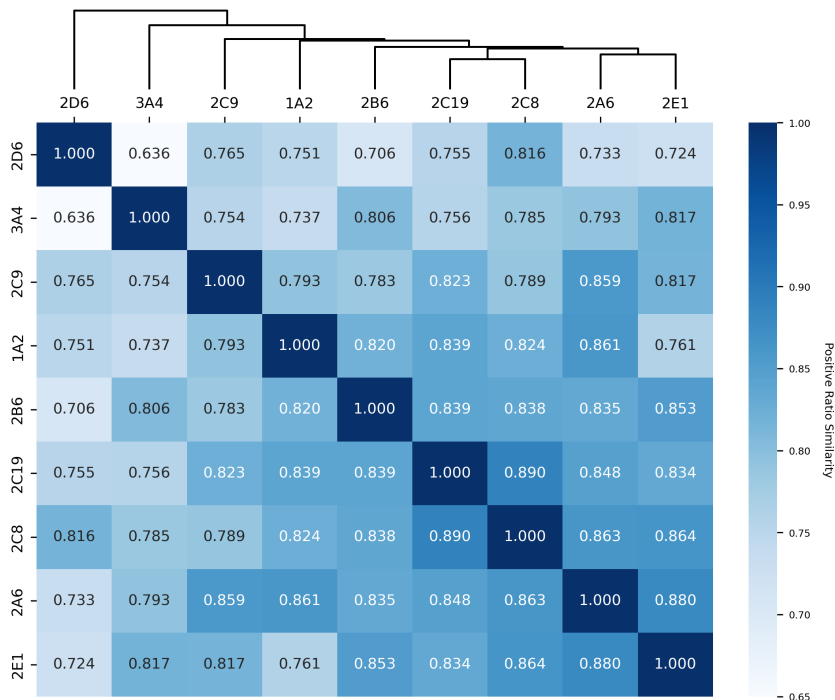 2D6 3A4 2C9 1A2 2B6 2C19 2C8 2A6 2E1
2D6 1.000 0.636 0.765 0.751 0.706 0.755 0.816 0.733 0.724
3A4 0.636 1.000 0.754 0.737 0.806 0.756 0.785 0.793 0.817
2C9 0.765 0.754 1.000 0.793 0.783 0.823 0.789 0.859 0.817
1A2 0.751 0.737 0.793 1.000 0.820 0.839 0.824 0.861 0.761
2B6 0.706 0.806 0.783 0.820 1.000 0.839 0.838 0.835 0.853
2C19 0.755 0.756 0.823 0.839 0.839 1.000 0.890 0.848 0.834
2C8 0.816 0.785 0.789 0.824 0.838 0.890 1.000 0.863 0.864
2A6 0.733 0.793 0.859 0.861 0.835 0.848 0.863 1.000 0.880
2E1 0.724 0.817 0.817 0.761 0.853 0.834 0.864 0.880 1.000
1.00
0.95
0.90
0.85
0.80
0.75
0.70
0.65
Positive Ratio Similarity